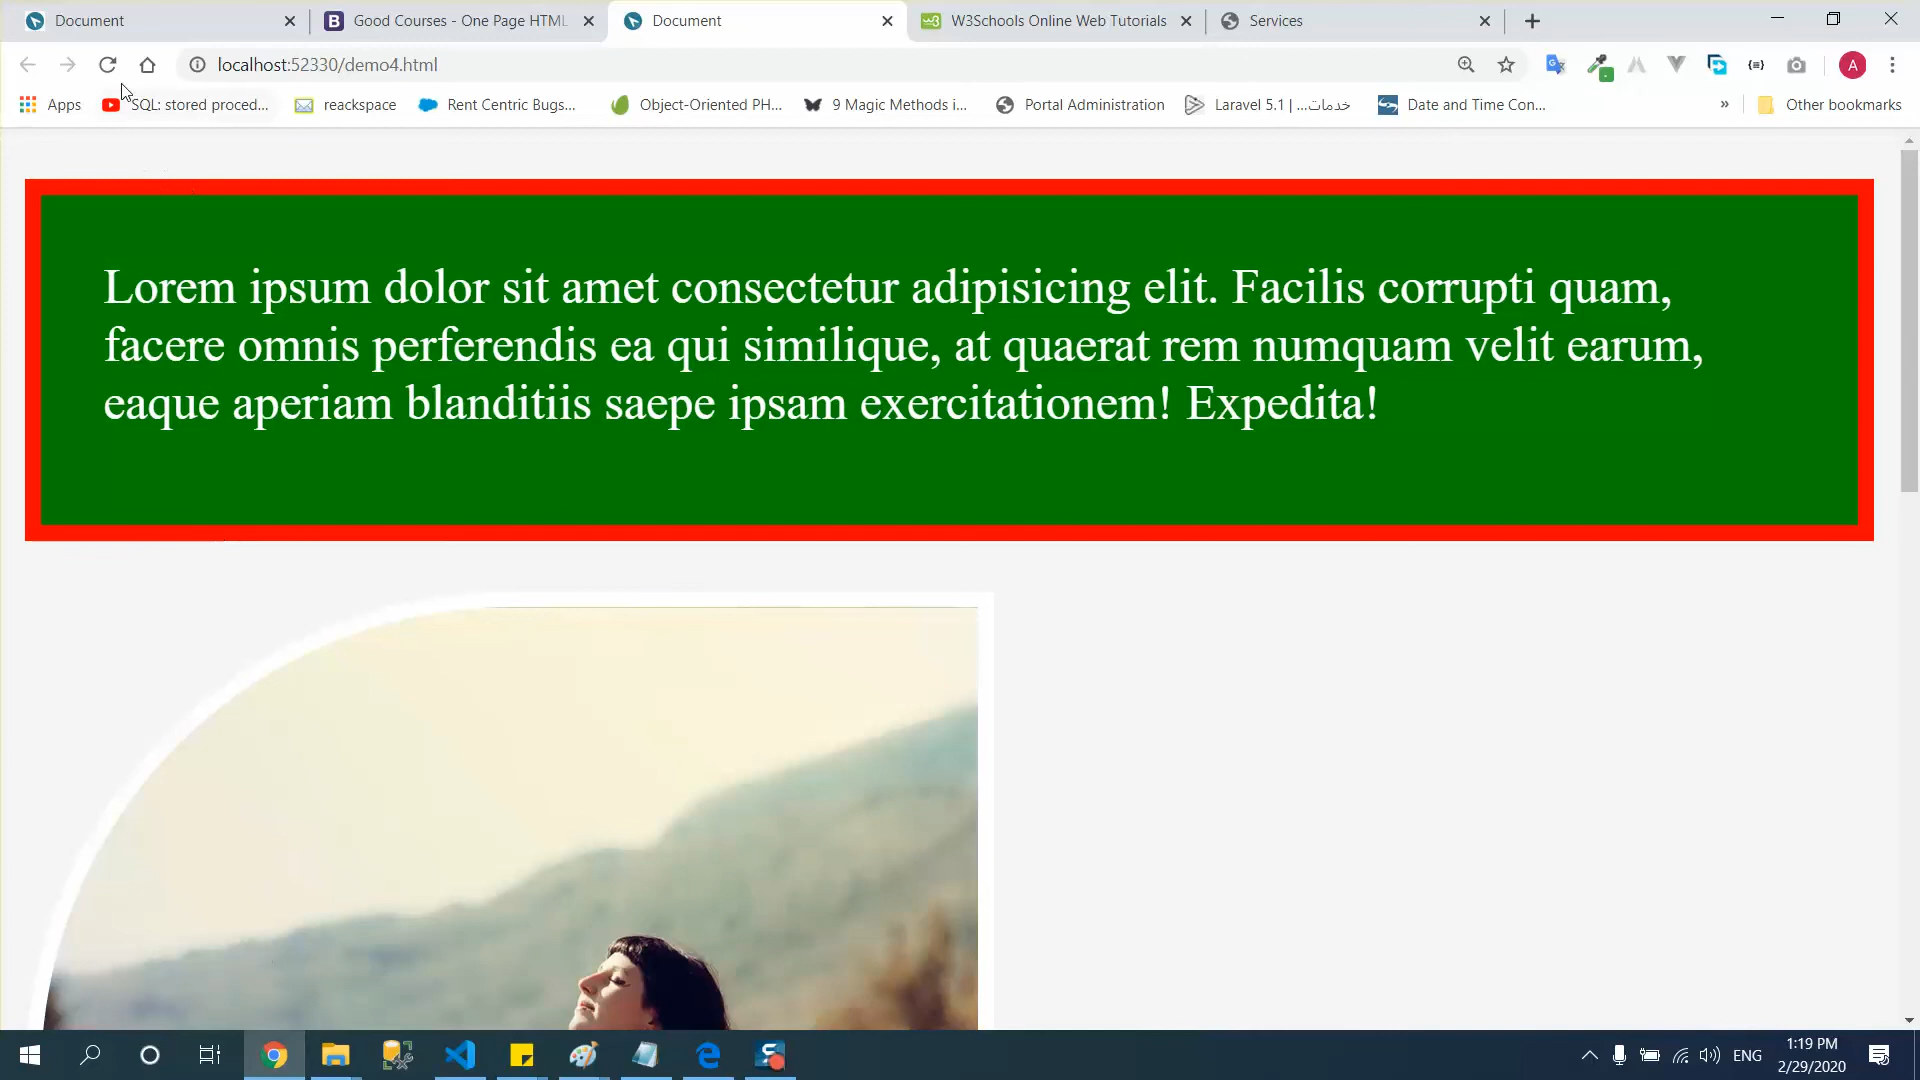 Document
Good Courses - One Page HTML
Document
W3Schools Online Web Tutorials
Services
localhost:52330/demo4.html
A
Apps
SQL: stored proced...
reackspace
Rent Centric Bugs...
Object-Oriented PH...
9 Magic Methods i...
Portal Administration
Laravel 5.1 | ...خدمات
Date and Time Con...
»
Other bookmarks
Lorem ipsum dolor sit amet consectetur adipisicing elit. Facilis corrupti quam,
facere omnis perferendis ea qui similique, at quaerat rem numquam velit earum,
eaque aperiam blanditiis saepe ipsam exercitationem! Expedita!
ENG
1:19 PM
2/29/2020